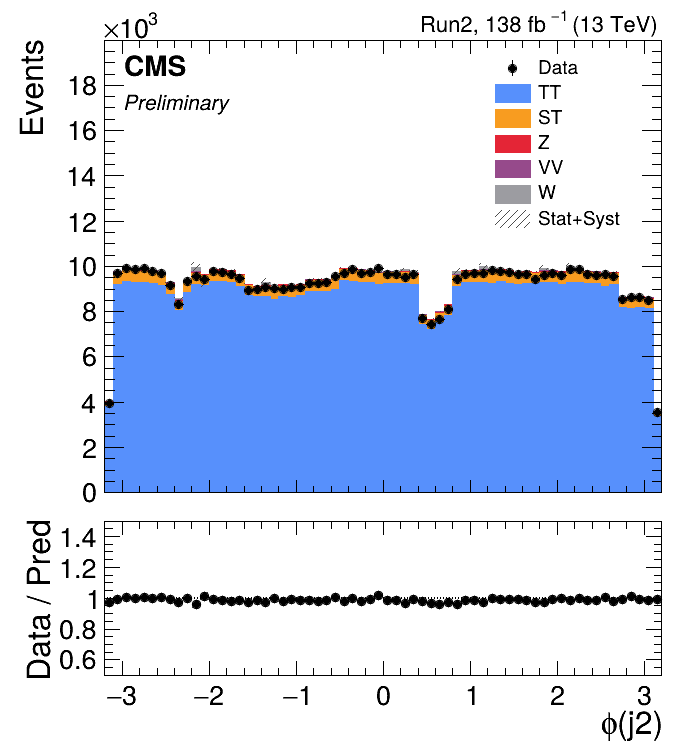 ×10³
Run2, 138 fb ⁻¹ (13 TeV)
Events
CMS
Preliminary
Data
TT
ST
Z
VV
W
Stat+Syst
18
16
14
12
10
8
6
4
2
0
Data / Pred
1.4
1.2
1
0.8
0.6
−3 −2 −1 0 1 2 3
ϕ(j2)